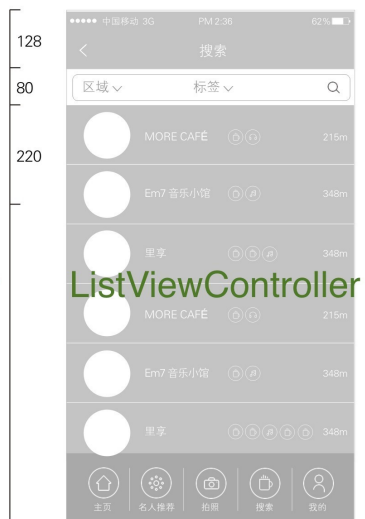 中国移动 3G PM 2:36 62%
128 搜索
80 区域 标签
MORE CAFÉ 215m
220
Em7 音乐小馆 348m
里享 348m
ListViewController
MORE CAFÉ 215m
Em7 音乐小馆 348m
里享 348m
主页 名人推荐 拍照 搜索 我的